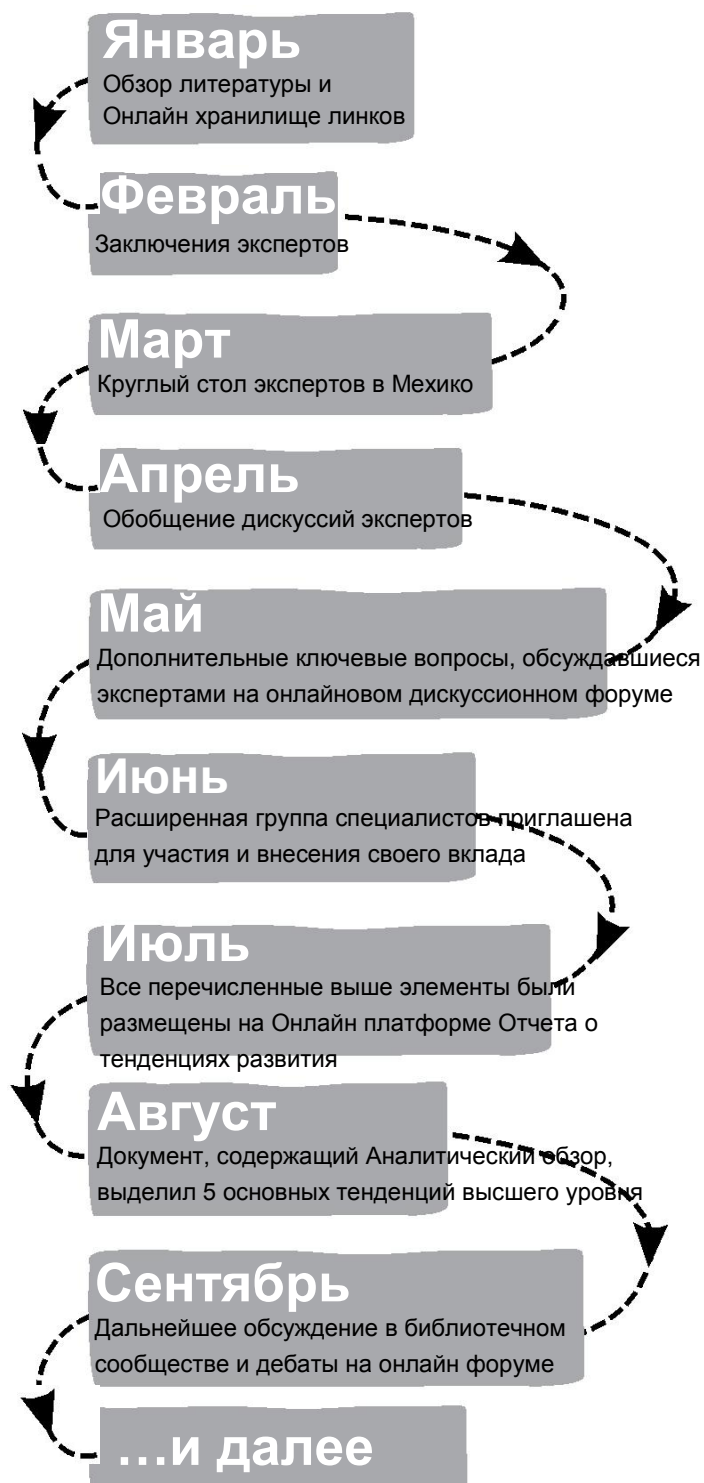 Январь
Обзор литературы и
Онлайн хранилище линков
Февраль
Заключения экспертов
Март
Круглый стол экспертов в Мехико
Апрель
Обобщение дискуссий экспертов
Май
Дополнительные ключевые вопросы, обсуждавшиеся
экспертами на онлайновом дискуссионном форуме
Июнь
Расширенная группа специалистов приглашена
для участия и внесения своего вклада
Июль
Все перечисленные выше элементы были
размещены на Онлайн платформе Отчета о
тенденциях развития
Август
Документ, содержащий Аналитический обзор,
выделил 5 основных тенденций высшего уровня
Сентябрь
Дальнейшее обсуждение в библиотечном
сообществе и дебаты на онлайн форуме
…и далее